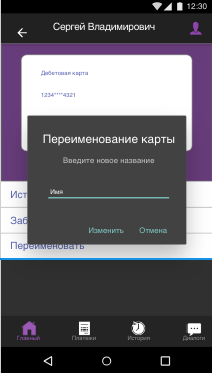 12:30
Сергей Владимирович
Дебетовая карта
1234****4321
Переименование карты
Введите новое название
Имя
Изменить Отмена
Ист
Заб
Переименовать
Главный Платежи История Диалоги